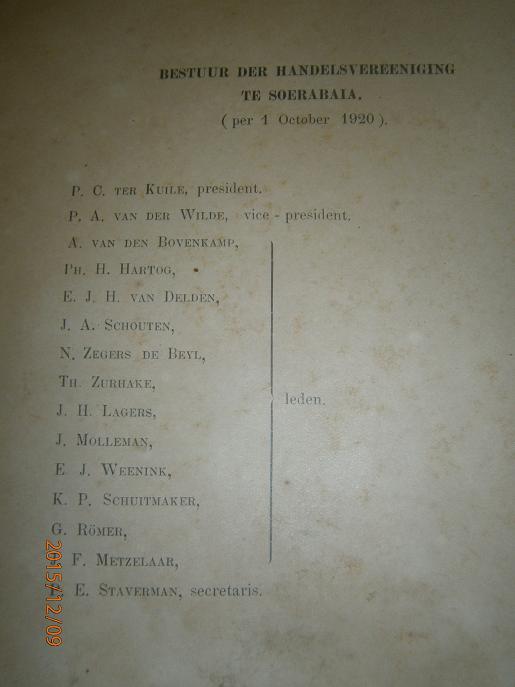 BESTUUR DER HANDELSVEREENIGING
TE SOERABAIA.
( per 1 October 1920 ).
P. C. TER KUILE, president.
P. A. VAN DER WILDE, vice - president.
A. VAN DEN BOVENKAMP,
PH. H. HARTOG,
E. J. H. VAN DELDEN,
J. A. SCHOUTEN,
N. ZEGERS DE BEYL,
TH. ZURHAKE,
leden.
J. H. LAGERS,
J. MOLLEMAN,
E. J. WEENINK,
K. P. SCHUITMAKER,
G. RÖMER,
F. METZELAAR,
E. STAVERMAN, secretaris.
2015/12/09